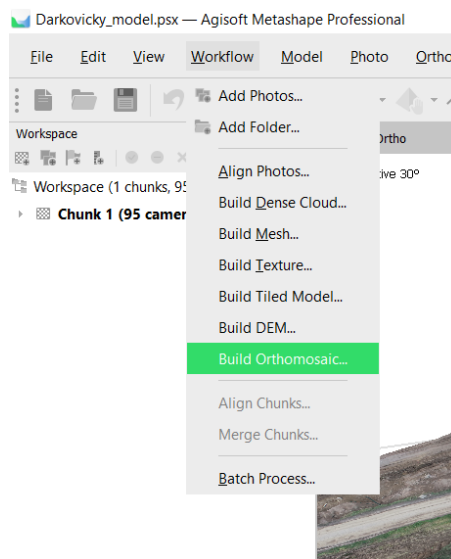 Darkovicky_model.psx — Agisoft Metashape Professional
File Edit View Workflow Model Photo Ortho
Add Photos...
Workspace
Add Folder...
Ortho
Align Photos...
30°
Workspace (1 chunks, 95
Build Dense Cloud...
Chunk 1 (95 camer
Build Mesh...
Build Texture...
Build Tiled Model...
Build DEM...
Build Orthomosaic...
Align Chunks...
Merge Chunks...
Batch Process...